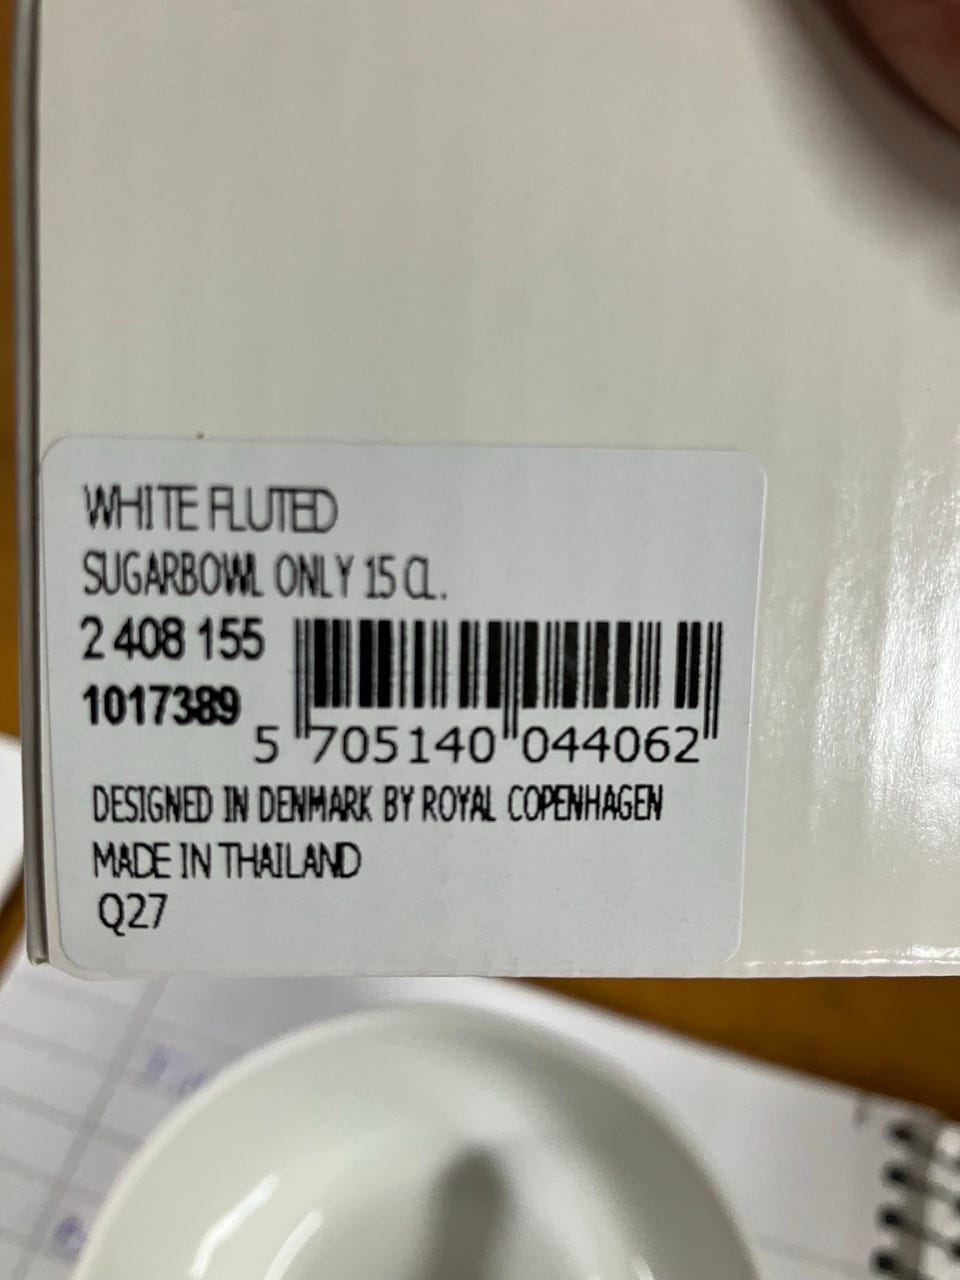 WHITE FLUTED
SUGARBOWL ONLY 15 CL.
2 408 155
1017389
5 705140 044062
DESIGNED IN DENMARK BY ROYAL COPENHAGEN
MADE IN THAILAND
Q27